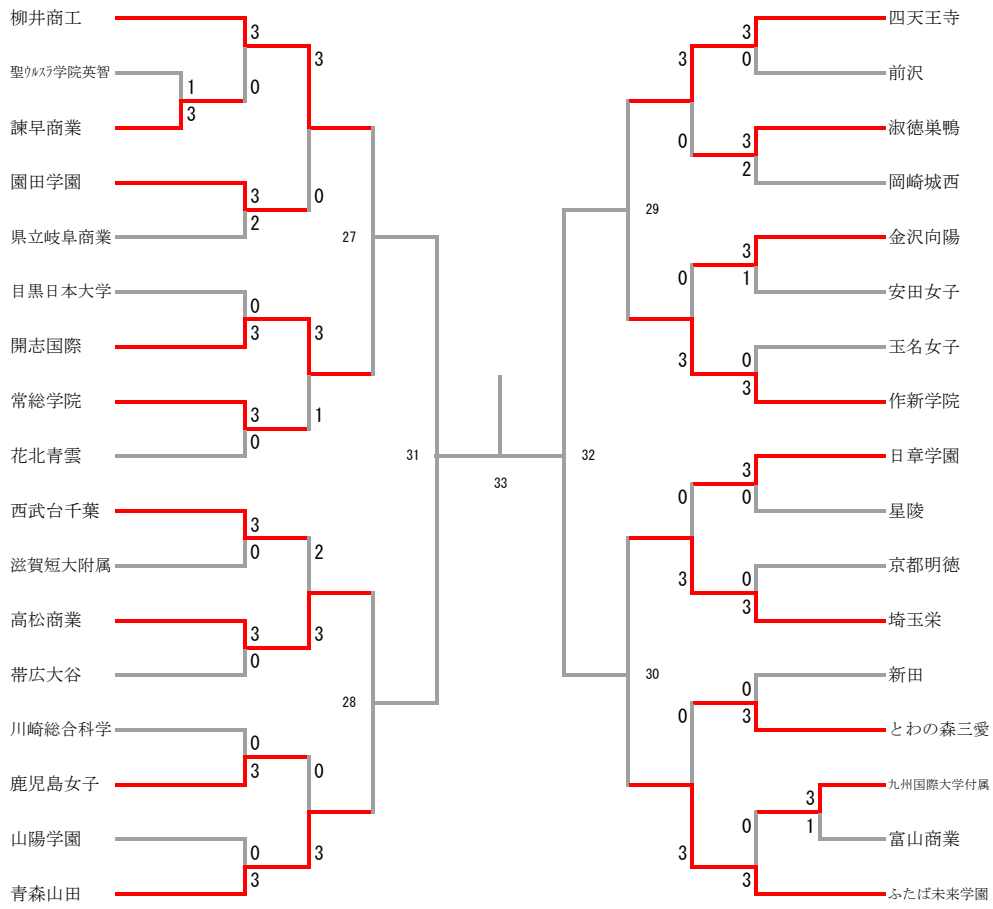 柳井商工
3
3
聖ウルスラ学院英智
1
0
3
諫早商業
園田学園
3
0
2
県立岐阜商業
27
目黒日本大学
0
3
3
開志国際
常総学院
3
1
0
花北青雲
31
西武台千葉
3
2
0
滋賀短大附属
高松商業
3
3
0
帯広大谷
28
川崎総合科学
0
0
3
鹿児島女子
山陽学園
0
3
3
青森山田
33
四天王寺
3
3
0
前沢
淑徳巣鴨
0
3
2
岡崎城西
29
金沢向陽
3
0
1
安田女子
玉名女子
3
0
3
作新学院
32
日章学園
3
0
0
星陵
京都明徳
3
0
3
埼玉栄
30
新田
0
0
3
とわの森三愛
九州国際大学付属
3
0
1
富山商業
3
3
ふたば未来学園